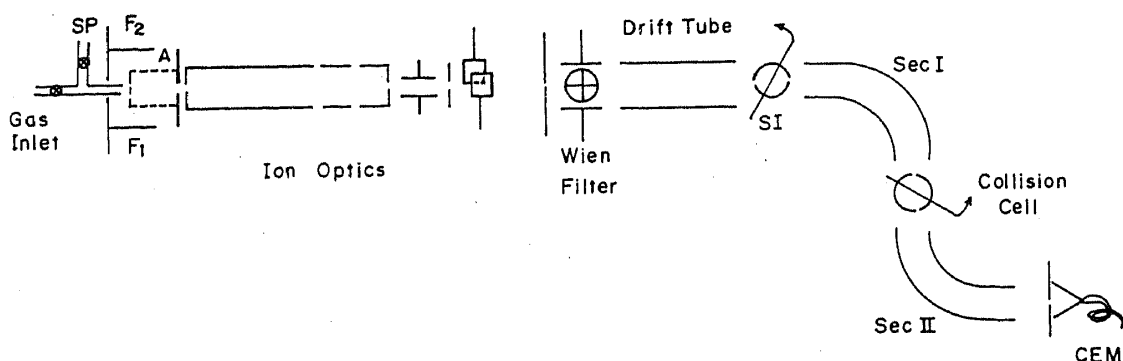 SP
F2
A
Gas
Inlet
F1
Ion Optics
Wien
Filter
Drift Tube
SI
Sec I
Collision
Cell
Sec II
CEM